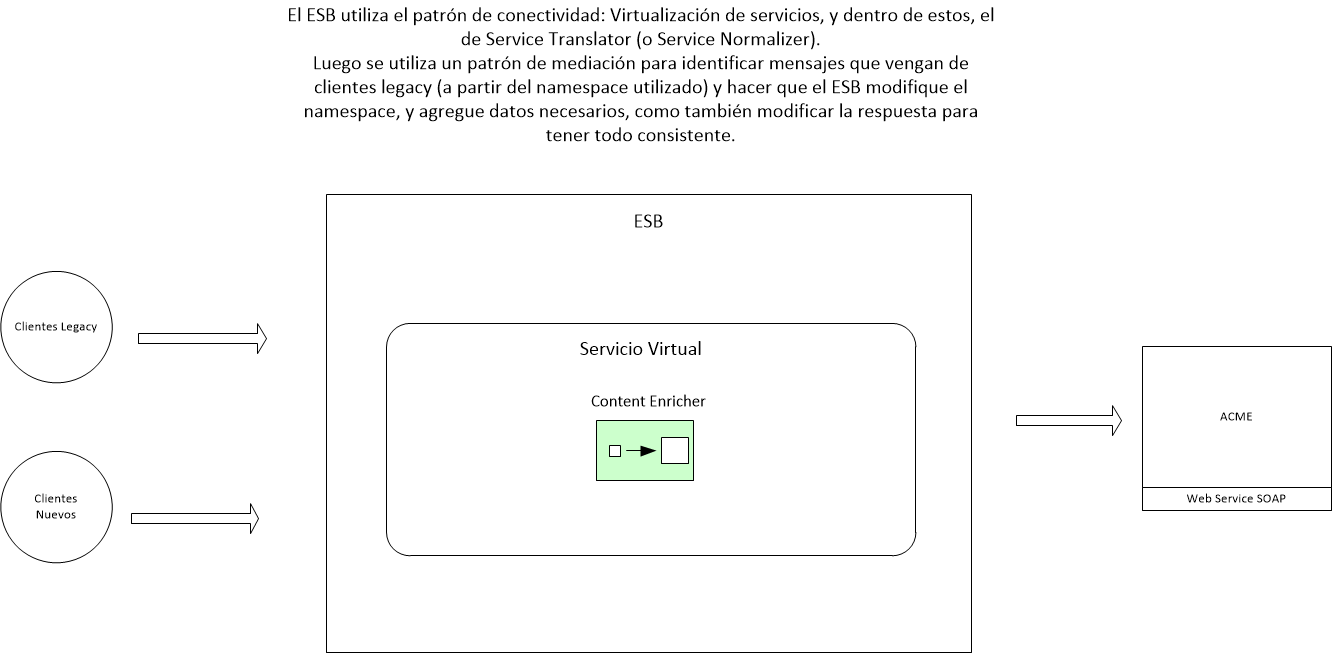 El ESB utiliza el patrón de conectividad: Virtualización de servicios, y dentro de estos, el
de Service Translator (o Service Normalizer).
Luego se utiliza un patrón de mediación para identificar mensajes que vengan de
clientes legacy (a partir del namespace utilizado) y hacer que el ESB modifique el
namespace, y agregue datos necesarios, como también modificar la respuesta para
tener todo consistente.
ESB
Clientes Legacy
Servicio Virtual
Content Enricher
ACME
Clientes
Nuevos
Web Service SOAP